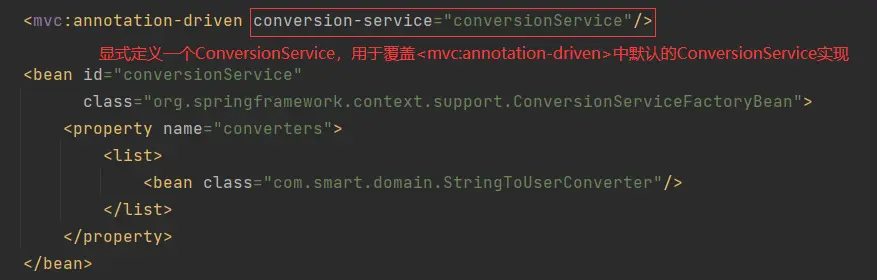 <mvc:annotation-driven conversion-service="conversionService"/>
显式定义一个ConversionService，用于覆盖<mvc:annotation-driven>中默认的ConversionService实现
<bean id="conversionService"
class="org.springframework.context.support.ConversionServiceFactoryBean">
<property name="converters">
<list>
<bean class="com.smart.domain.StringToUserConverter"/>
</list>
</property>
</bean>